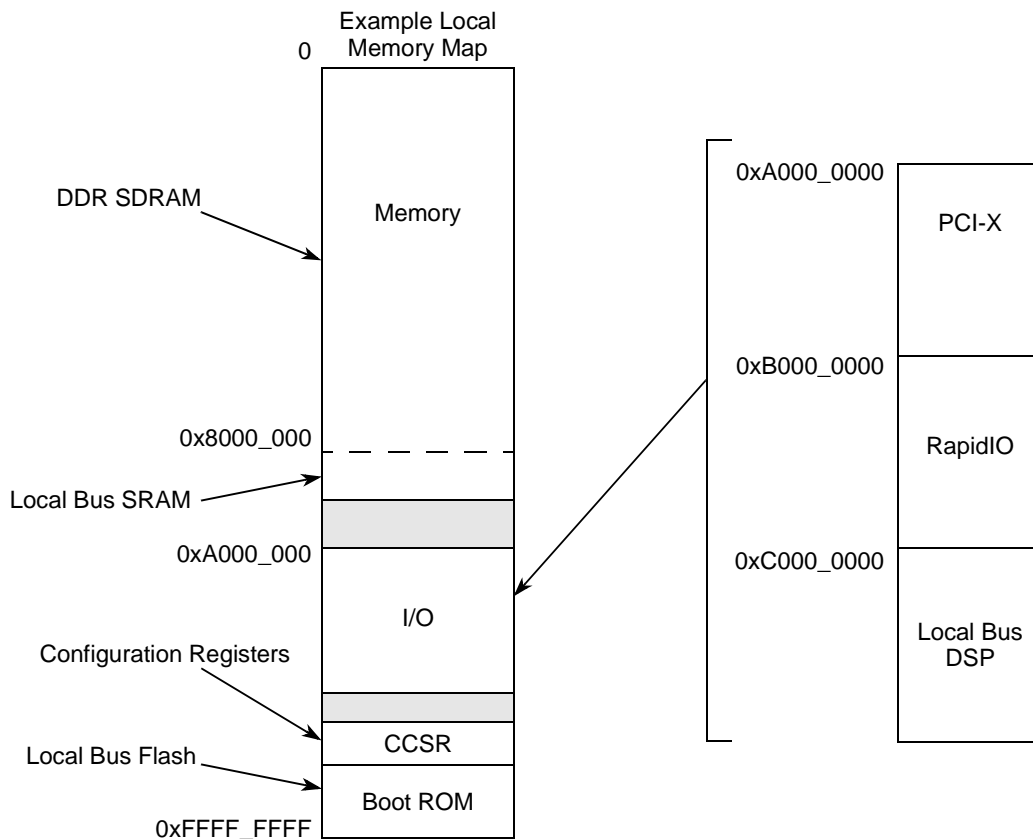 Example Local
Memory Map
0
DDR SDRAM
Memory
0x8000_000
Local Bus SRAM
0xA000_000
I/O
Configuration Registers
CCSR
Local Bus Flash
Boot ROM
0xFFFF_FFFF
0xA000_0000
PCI-X
0xB000_0000
RapidIO
0xC000_0000
Local Bus
DSP